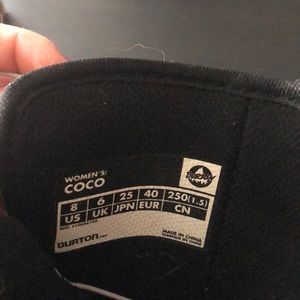 WOMEN'S:
COCO
8 6 25 40 250(1.5)
US UK JPN EUR CN
BURTON
MADE IN CHINA